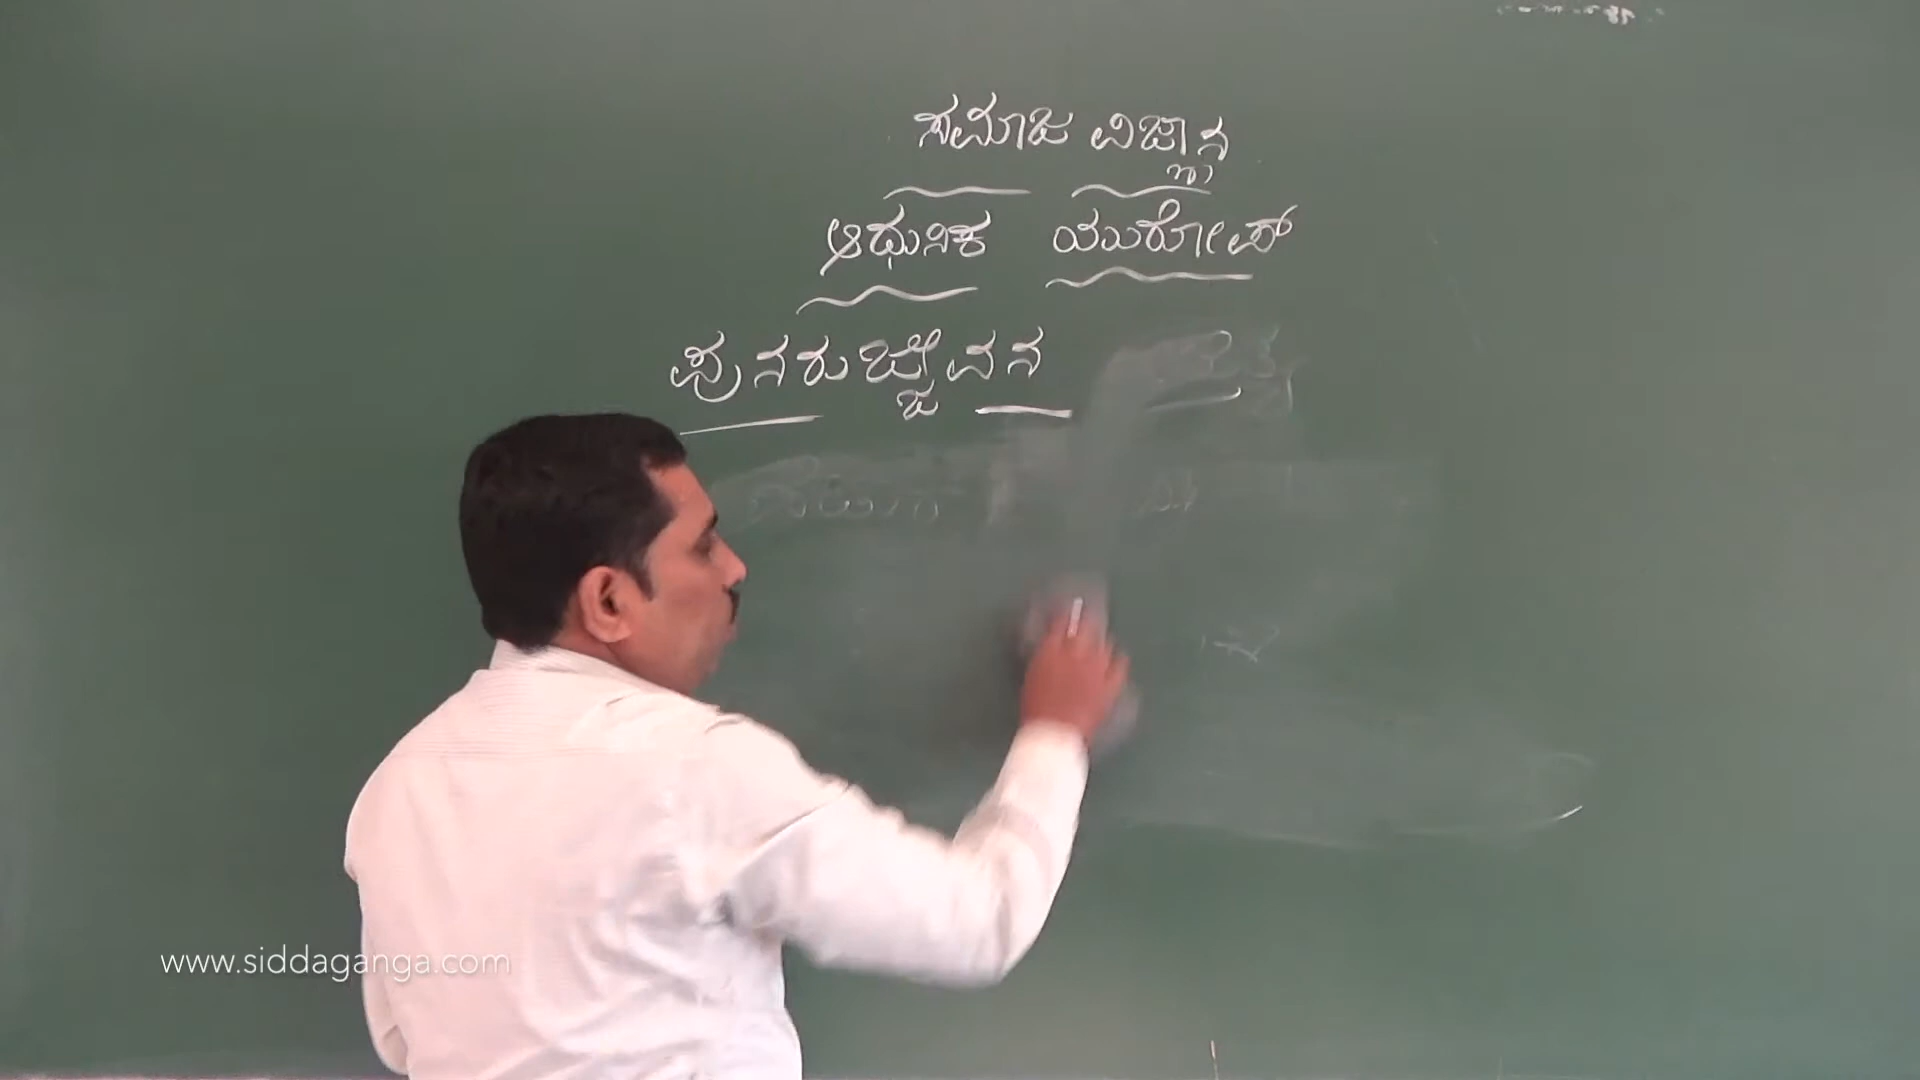 ಸಮಾಜ ವಿಜ್ಞಾನ
ಆಧುನಿಕ ಯುರೋಪ್
ಪುನರುಜ್ಜೀವನ
www.siddaganga.com